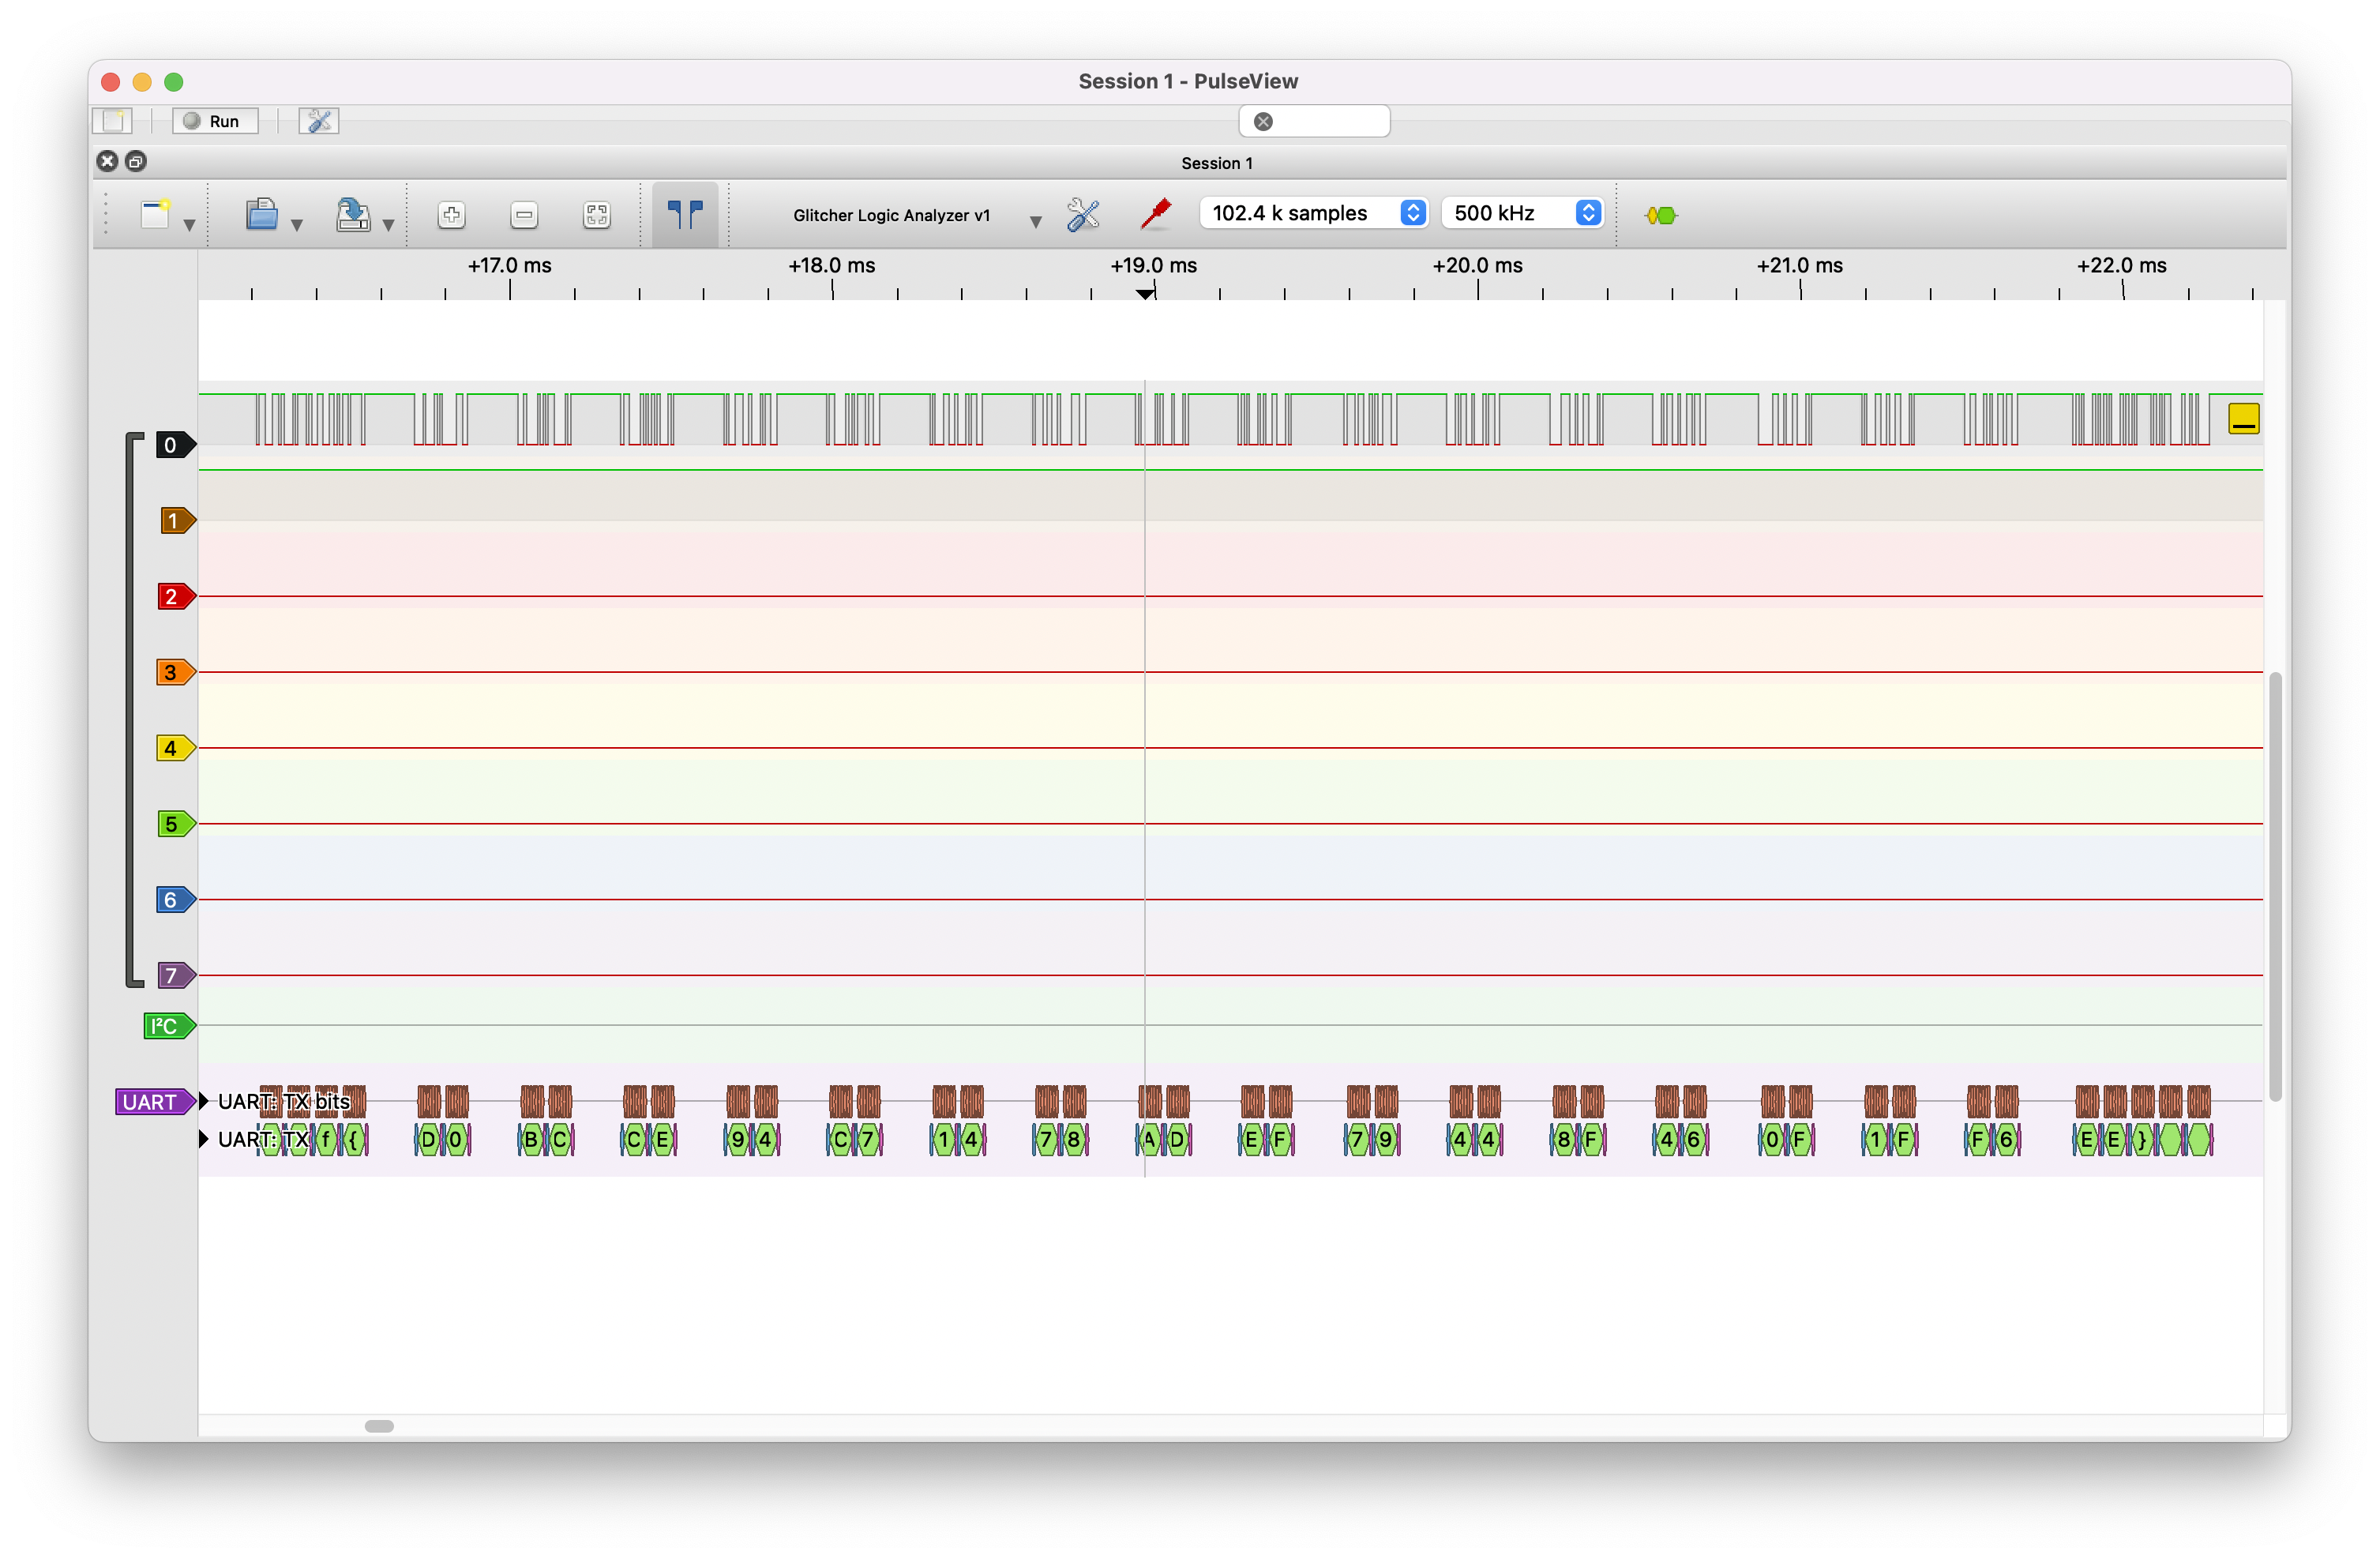 Session 1 - PulseView
Run
Session 1
Glitcher Logic Analyzer v1
102.4 k samples
500 kHz
+17.0 ms +18.0 ms +19.0 ms +20.0 ms +21.0 ms +22.0 ms
0
1
2
3
4
5
6
7
I²C
UART
UART: TX bits
UART: TX f { D 0 B C C E 9 4 C 7 1 4 7 8 A D E F 7 9 4 4 8 F 4 6 0 F 1 F F 6 E E }